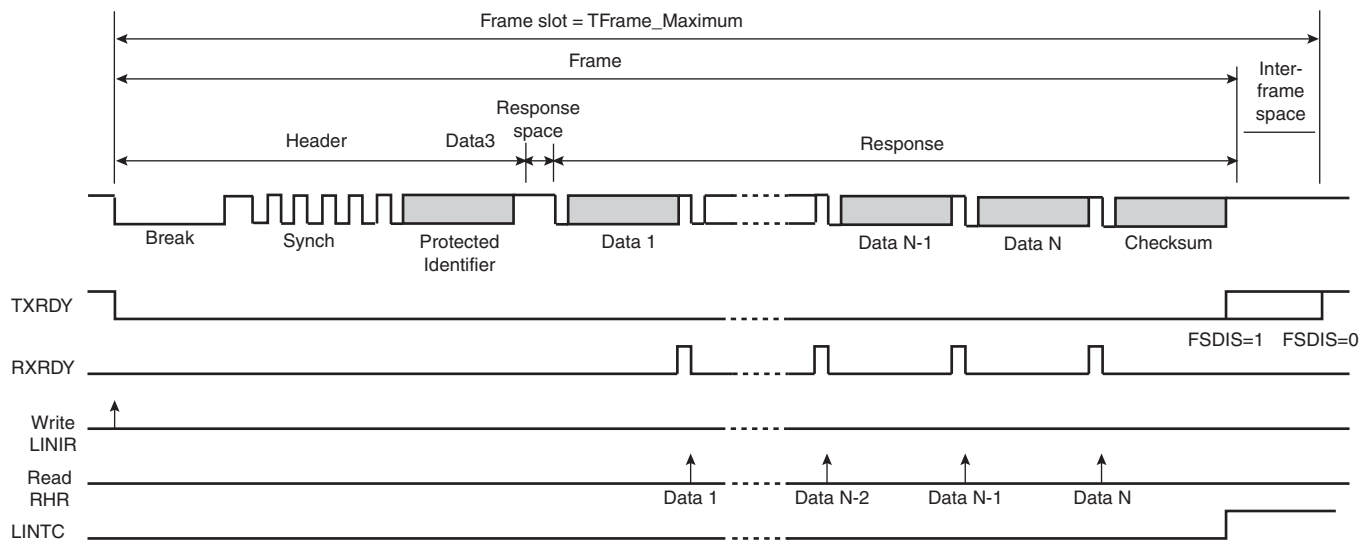 Frame slot = TFrame_Maximum
Frame
Inter-
frame
space
Response
space
Header
Data3
Response
Break
Synch
Protected
Identifier
Data 1
Data N-1
Data N
Checksum
TXRDY
FSDIS=1
FSDIS=0
RXRDY
Write
LINIR
Read
RHR
Data 1
Data N-2
Data N-1
Data N
LINTC